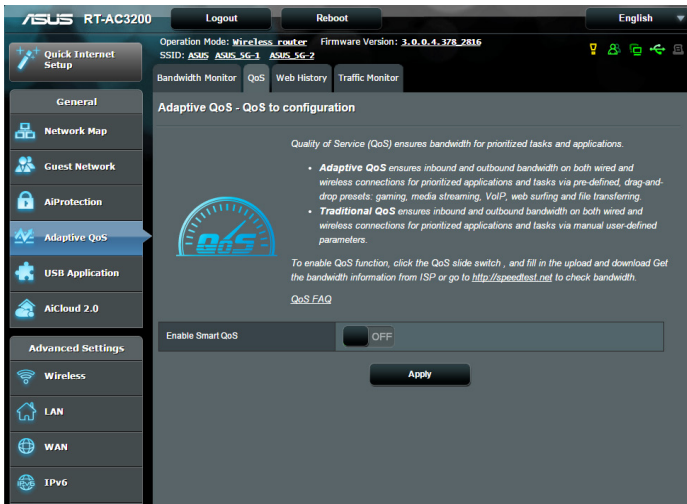 ASUS RT-AC3200 Logout Reboot English
Operation Mode: Wireless router Firmware Version: 3.0.0.4.378_2816
SSID: ASUS ASUS_5G-1 ASUS_5G-2
Quick Internet
Setup
Bandwidth Monitor QoS Web History Traffic Monitor
General
Network Map
Guest Network
AiProtection
Adaptive QoS
USB Application
AiCloud 2.0
Advanced Settings
Wireless
LAN
WAN
IPv6
Adaptive QoS - QoS to configuration
Quality of Service (QoS) ensures bandwidth for prioritized tasks and applications.
• Adaptive QoS ensures inbound and outbound bandwidth on both wired and
wireless connections for prioritized applications and tasks via pre-defined, drag-and-
drop presets: gaming, media streaming, VoIP, web surfing and file transferring.
• Traditional QoS ensures inbound and outbound bandwidth on both wired and
wireless connections for prioritized applications and tasks via manual user-defined
parameters.
QoS
To enable QoS function, click the QoS slide switch , and fill in the upload and download Get
the bandwidth information from ISP or go to http://speedtest.net to check bandwidth.
QoS FAQ
Enable Smart QoS OFF
Apply